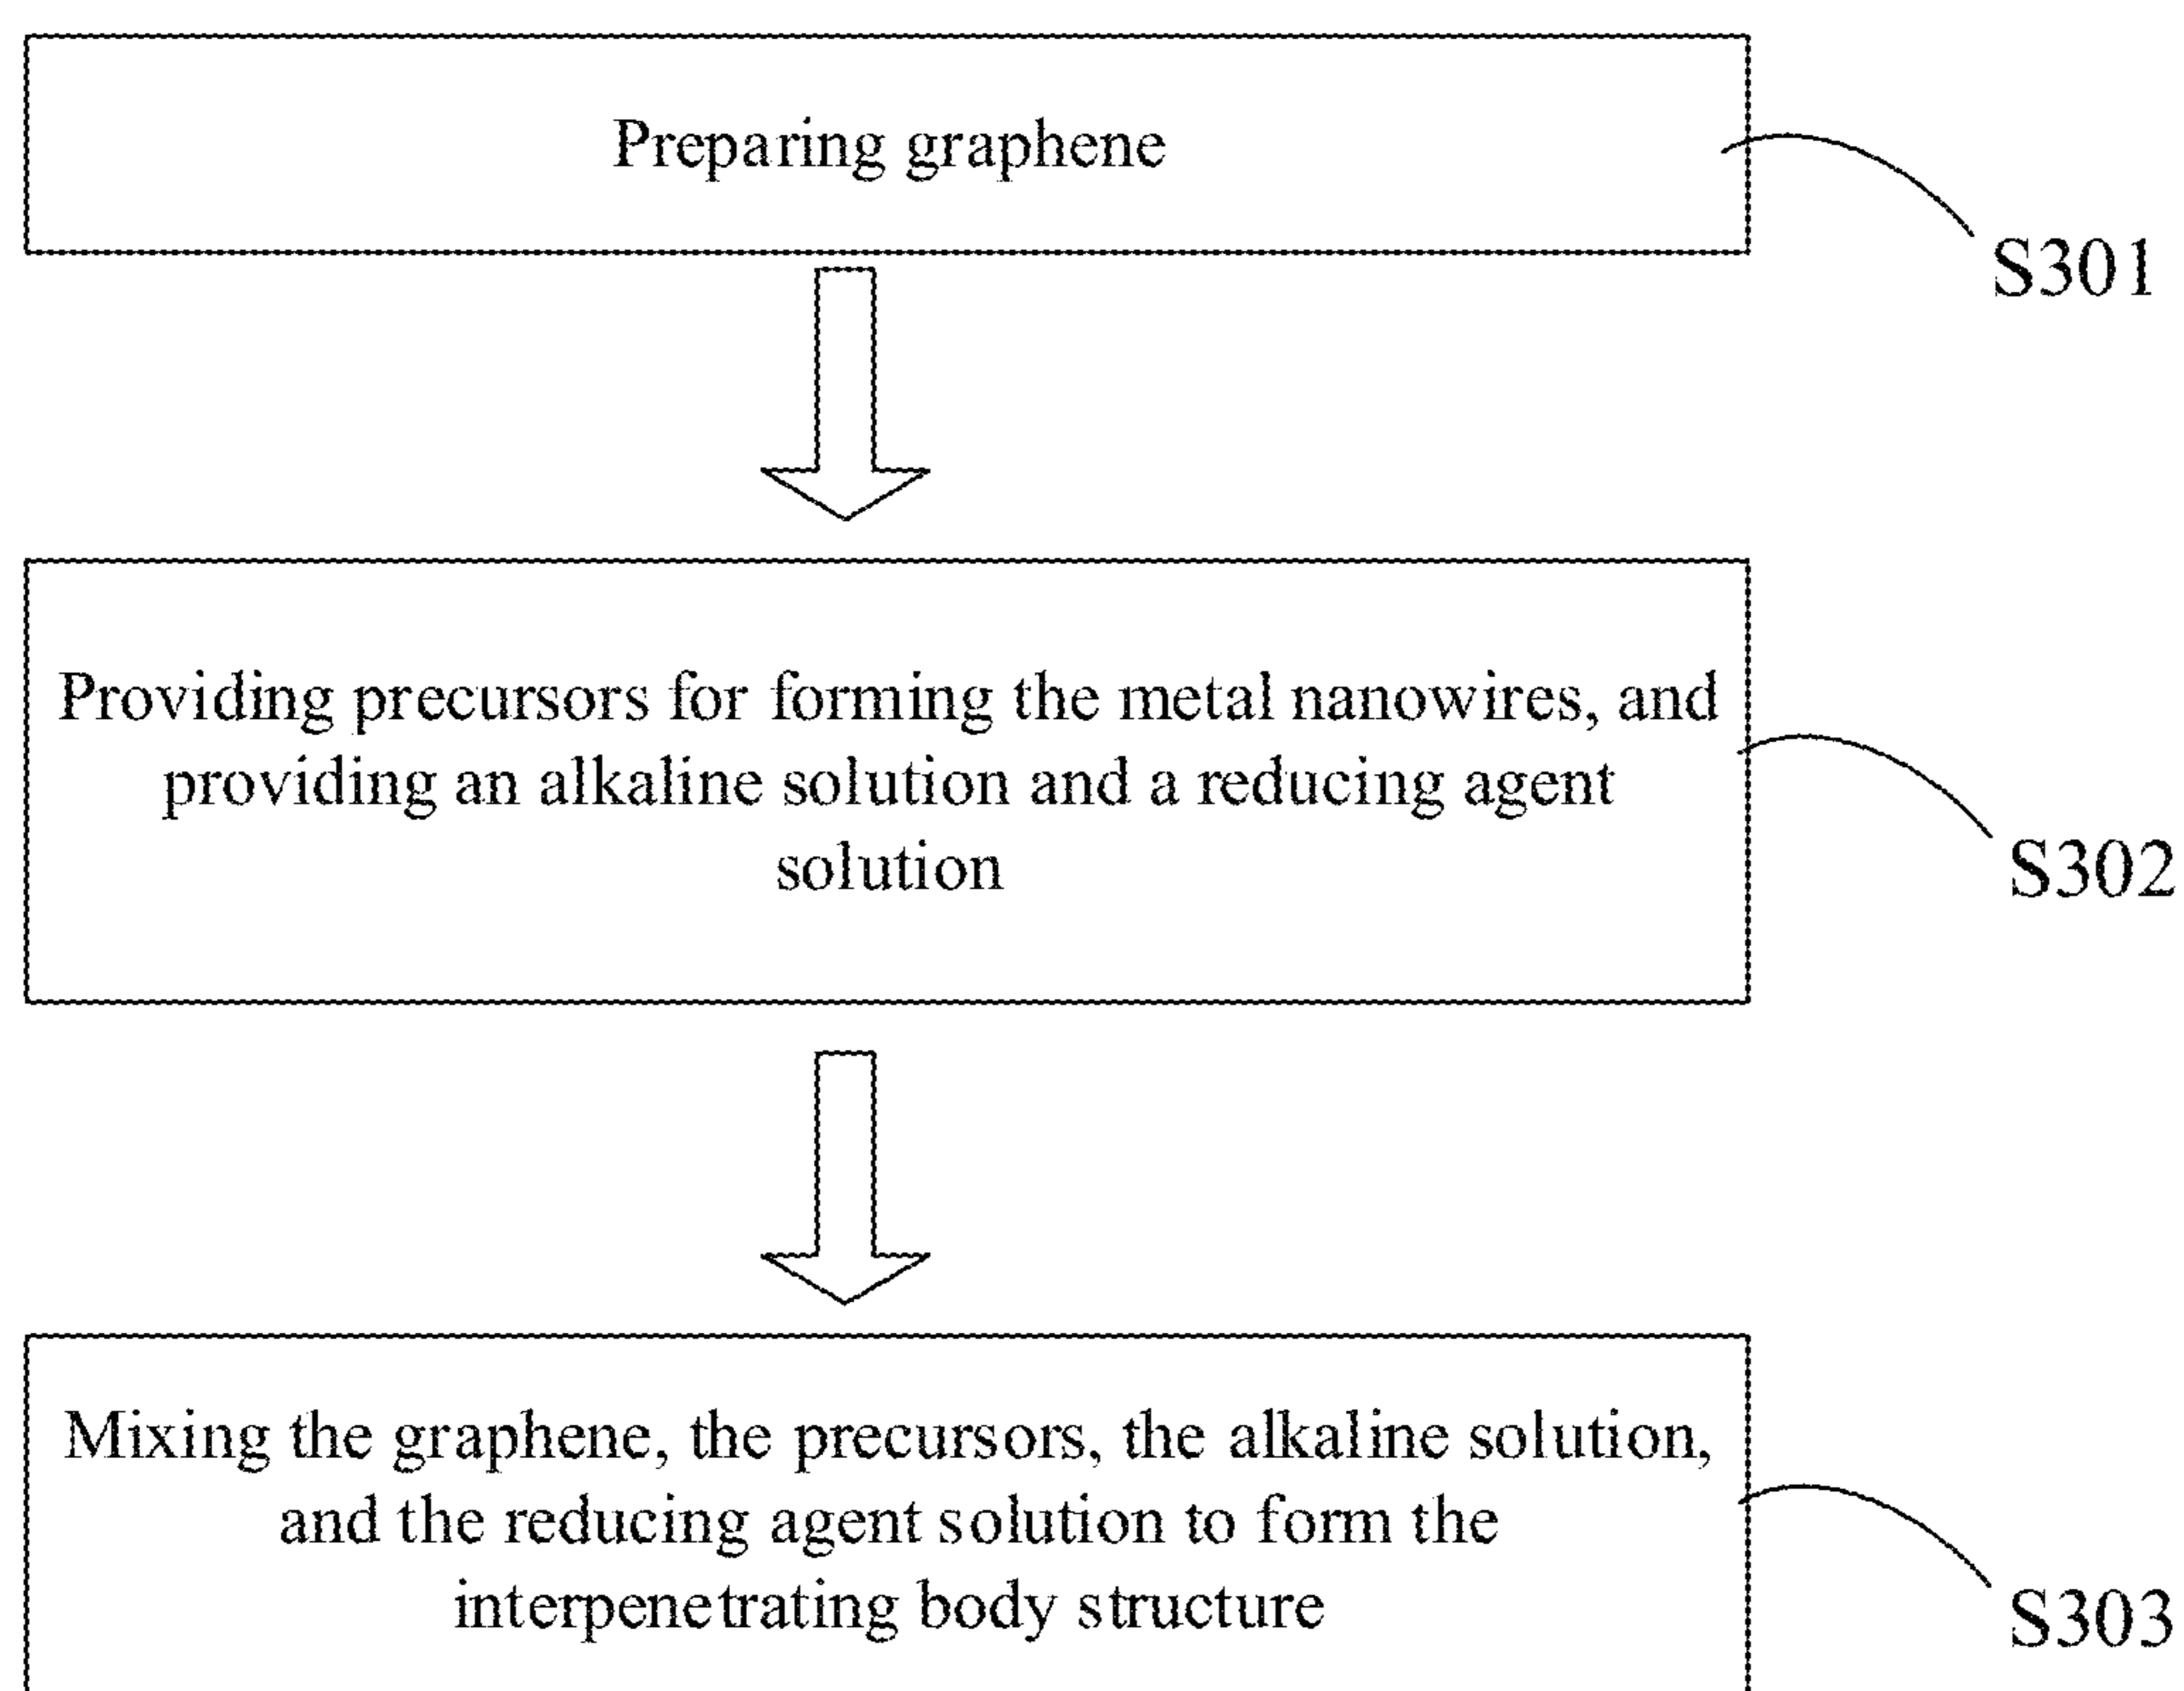 Preparing graphene
S301
Providing precursors for forming the metal nanowires, and
providing an alkaline solution and a reducing agent
solution
S302
Mixing the graphene, the precursors, the alkaline solution,
and the reducing agent solution to form the
interpenetrating body structure
S303